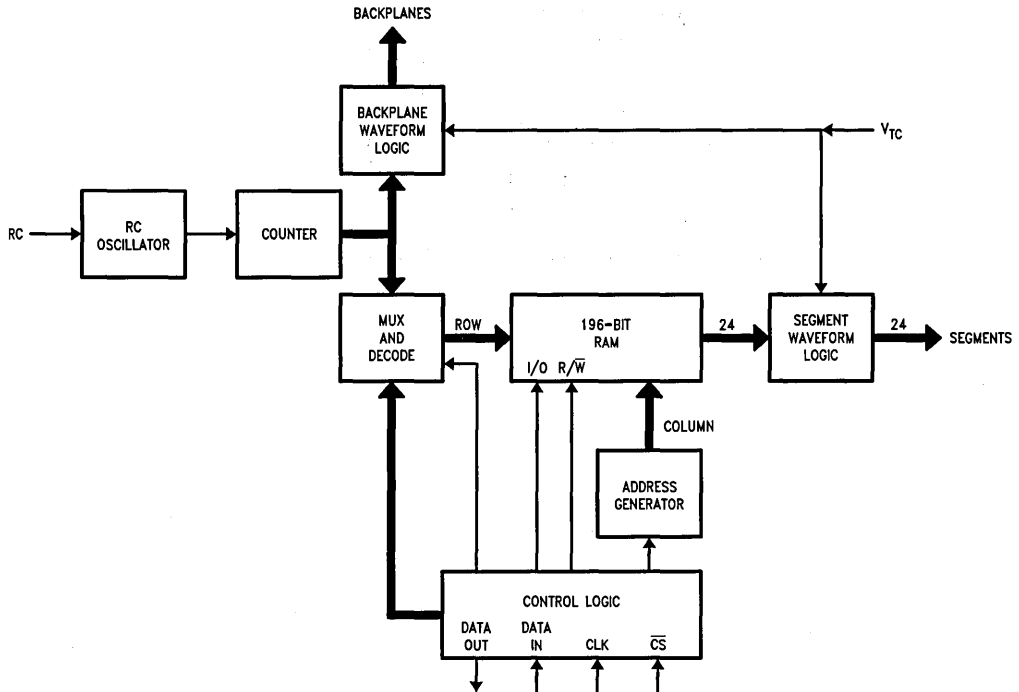 BACKPLANES
BACKPLANE
WAVEFORM
LOGIC
V_TC
RC
RC
OSCILLATOR
COUNTER
MUX
AND
DECODE
ROW
196-BIT
RAM
I/O R/W̅
24
SEGMENT
WAVEFORM
LOGIC
24
SEGMENTS
COLUMN
ADDRESS
GENERATOR
CONTROL LOGIC
DATA
OUT
DATA
IN
CLK
C̅S̅